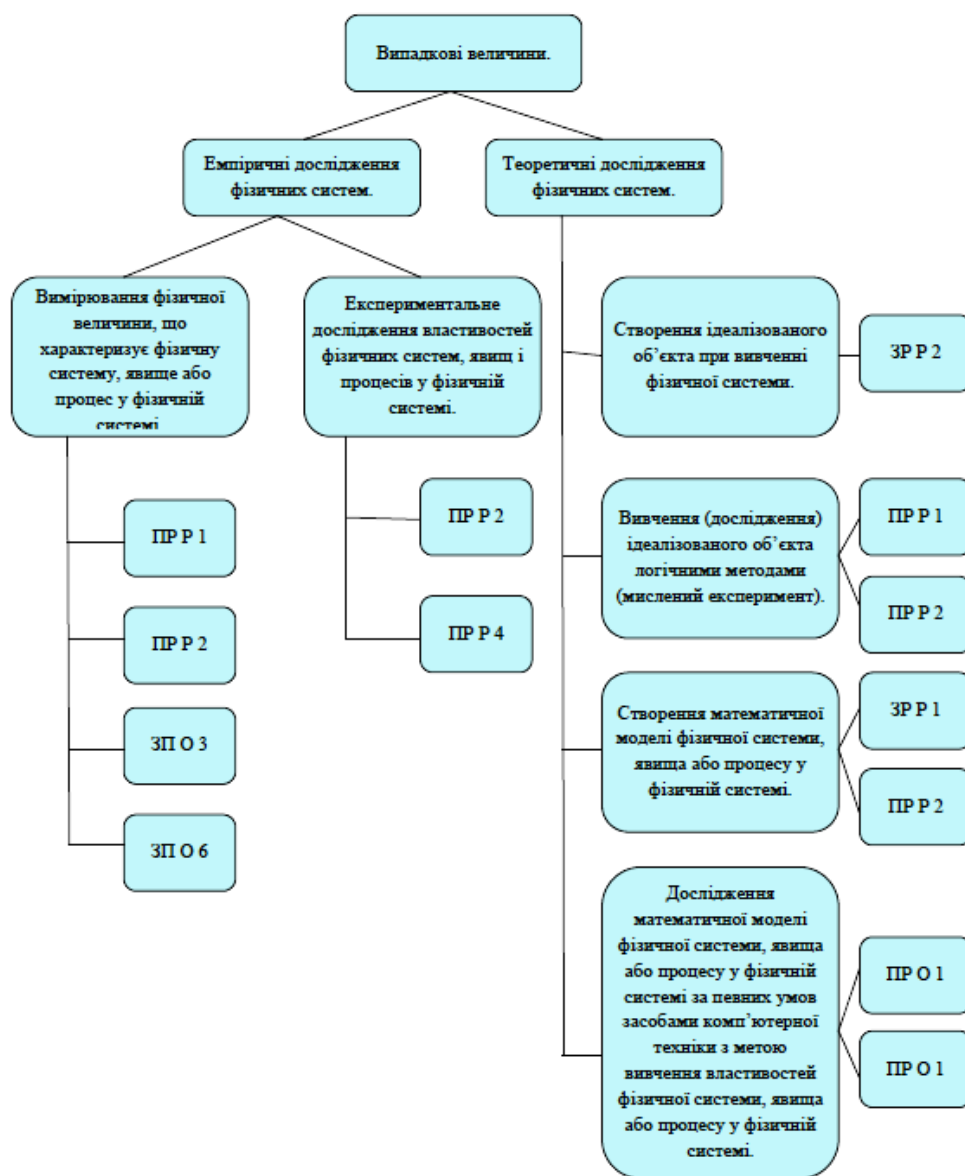 Випадкові величини.
Емпіричні дослідження
фізичних систем.
Теоретичні дослідження
фізичних систем.
Вимірювання фізичної
величини, що
характеризує фізичну
систему, явище або
процес у фізичній
системі
ПР Р 1
ПР Р 2
ЗП О 3
ЗП О 6
Експериментальне
дослідження властивостей
фізичних систем, явищ і
процесів у фізичній
системі.
ПР Р 2
ПР Р 4
Створення ідеалізованого
об’єкта при вивченні
фізичної системи.
ЗР Р 2
Вивчення (дослідження)
ідеалізованого об’єкта
логічними методами
(мислений експеримент).
ПР Р 1
ПР Р 2
Створення математичної
моделі фізичної системи,
явища або процесу у
фізичній системі.
ЗР Р 1
ПР Р 2
Дослідження
математичної моделі
фізичної системи, явища
або процесу у фізичній
системі за певних умов
засобами комп’ютерної
техніки з метою
вивчення властивостей
фізичної системи, явища
або процесу у фізичній
системі.
ПР О 1
ПР О 1